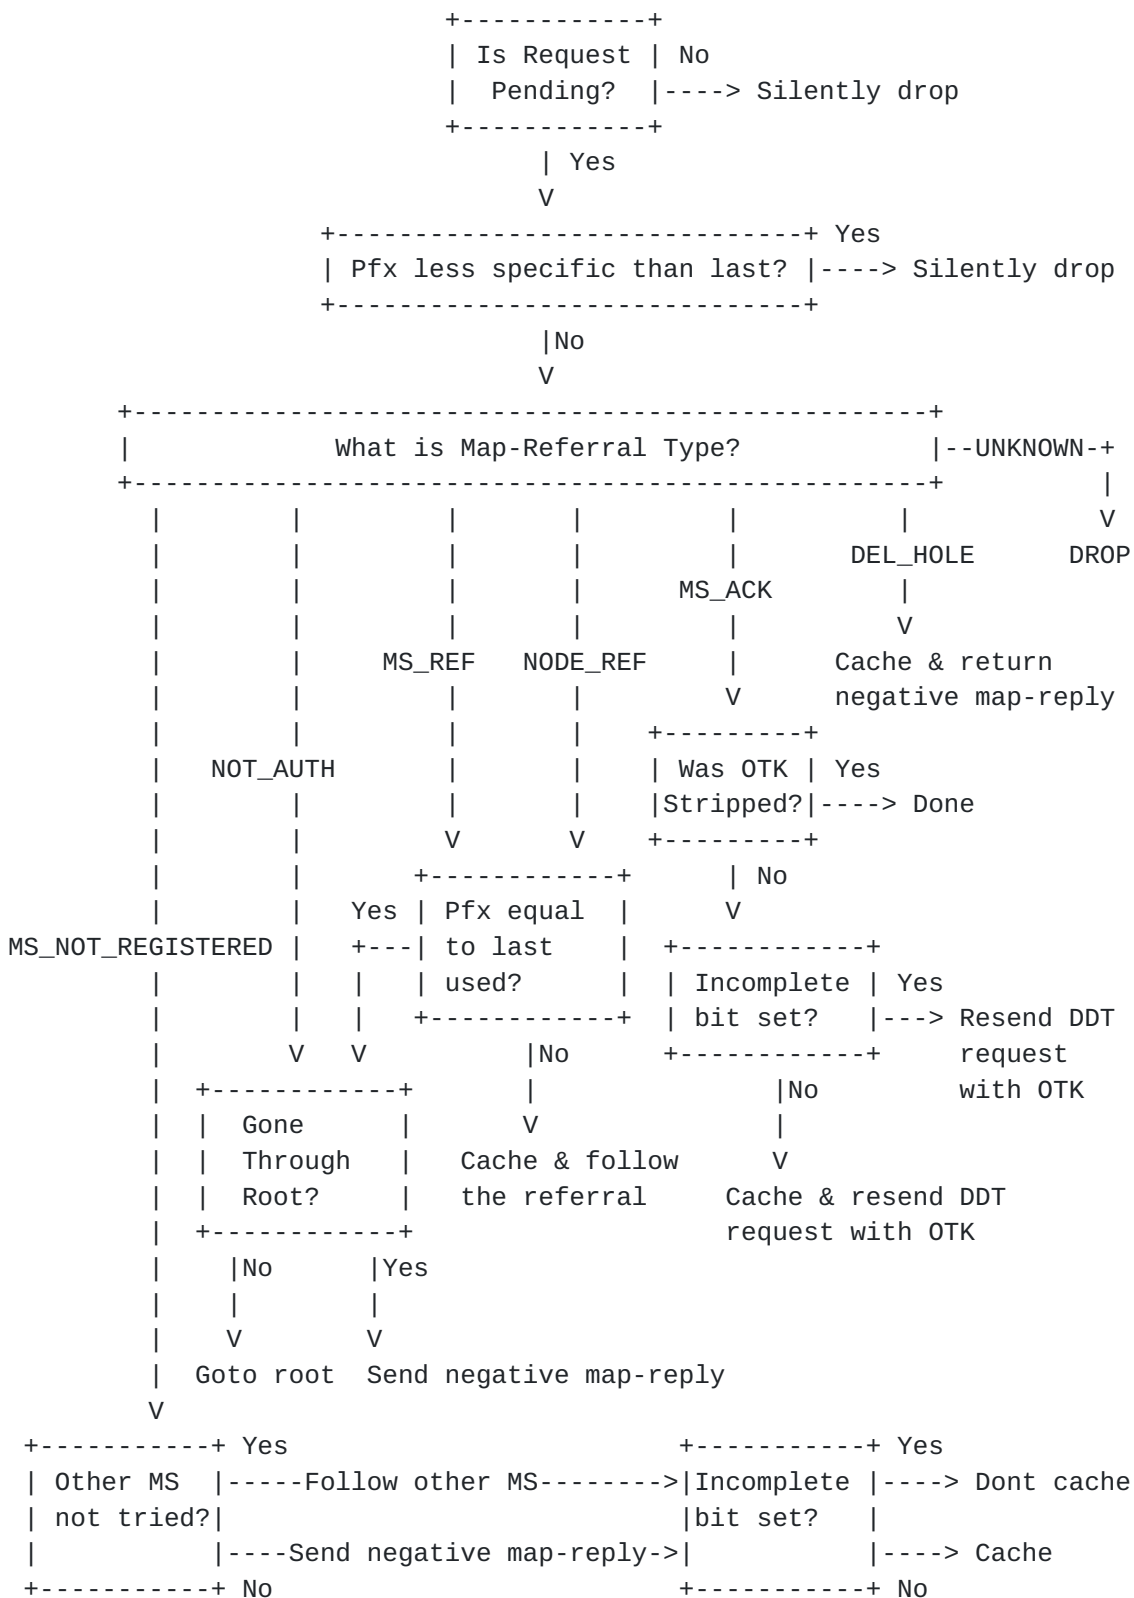 +------------+
                            | Is Request | No
                            |  Pending?  |----> Silently drop
                            +------------+
                                  | Yes
                                  V
                    +------------------------------+ Yes
                    | Pfx less specific than last? |----> Silently drop
                    +------------------------------+
                                  |No
                                  V
       +---------------------------------------------------+
       |             What is Map-Referral Type?            |--UNKNOWN-+
       +---------------------------------------------------+          |
         |        |         |       |         |          |            V
         |        |         |       |         |      DEL_HOLE      DROP
         |        |         |       |      MS_ACK        |
         |        |         |       |         |          V
         |        |      MS_REF   NODE_REF    |      Cache & return
         |        |         |       |         V      negative map-reply
         |        |         |       |    +---------+
         |   NOT_AUTH       |       |    | Was OTK | Yes
         |        |         |       |    |Stripped?|----> Done
         |        |         V       V    +---------+
         |        |       +------------+      | No
         |        |   Yes | Pfx equal  |      V
MS_NOT_REGISTERED |   +---| to last    |  +------------+
         |        |   |   | used?      |  | Incomplete | Yes
         |        |   |   +------------+  | bit set?   |---> Resend DDT
         |        V   V          |No      +------------+     request
         |  +------------+       |               |No         with OTK
         |  |  Gone      |       V               |
         |  |  Through   |   Cache & follow      V
         |  |  Root?     |   the referral     Cache & resend DDT
         |  +------------+                    request with OTK
         |    |No      |Yes
         |    |        |
         |    V        V
         |  Goto root  Send negative map-reply
         V
 +-----------+ Yes                         +-----------+ Yes
 | Other MS  |-----Follow other MS-------->|Incomplete |----> Dont cache
 | not tried?|                             |bit set?   |
 |           |----Send negative map-reply->|           |----> Cache
 +-----------+ No                          +-----------+ No